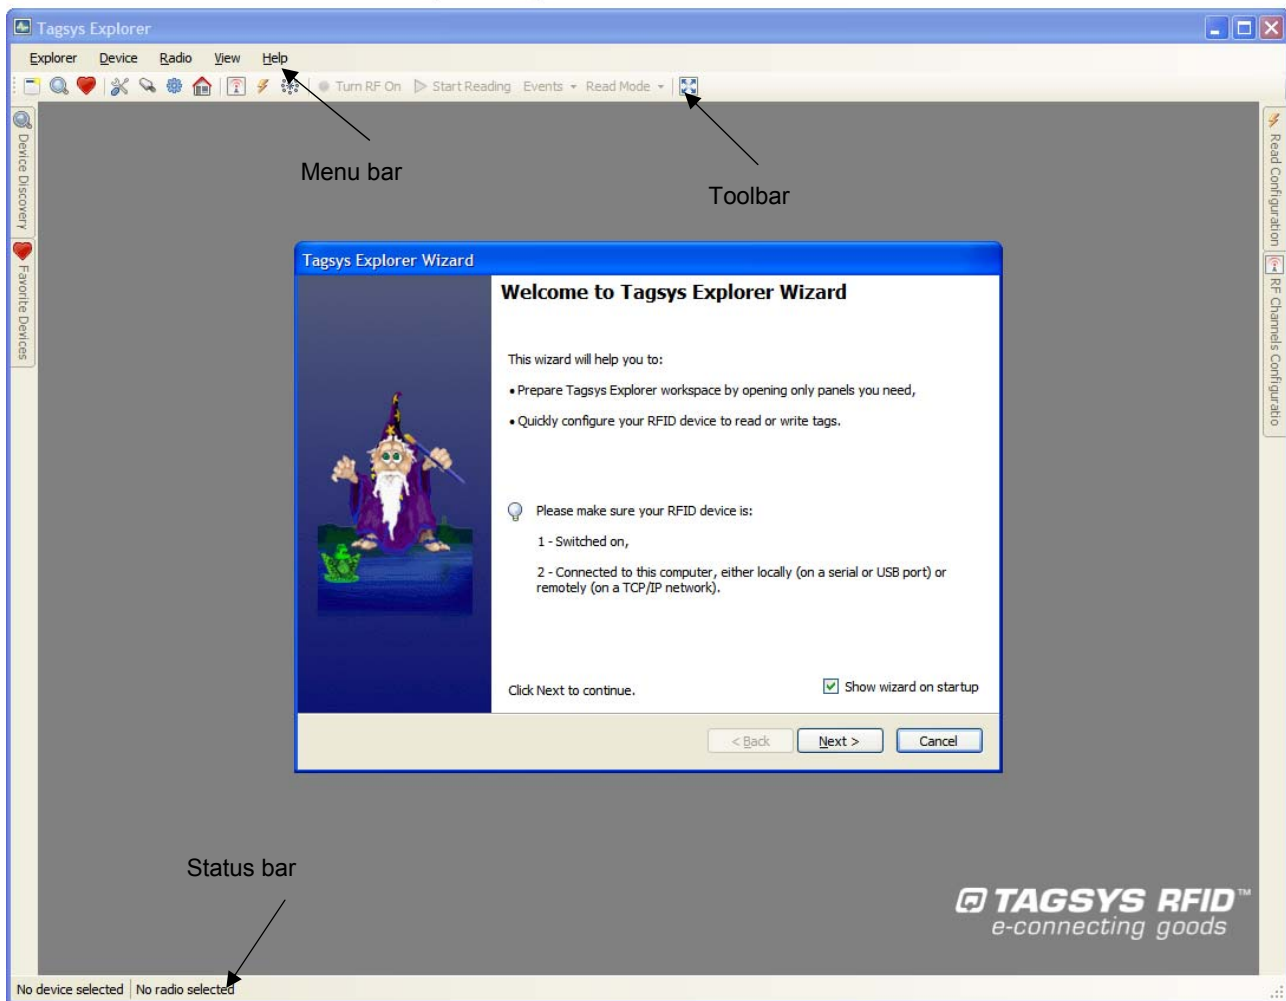 Tagsys Explorer
Explorer Device Radio View Help
Turn RF On Start Reading Events Read Mode
Device Discovery
Favorite Devices
Read Configuration
RF Channels Configuratio
Menu bar
Toolbar
Tagsys Explorer Wizard
Welcome to Tagsys Explorer Wizard
This wizard will help you to:
• Prepare Tagsys Explorer workspace by opening only panels you need,
• Quickly configure your RFID device to read or write tags.
Please make sure your RFID device is:
1 - Switched on,
2 - Connected to this computer, either locally (on a serial or USB port) or
remotely (on a TCP/IP network).
Click Next to continue.
Show wizard on startup
< Back Next > Cancel
Status bar
TAGSYS RFID™
e-connecting goods
No device selected No radio selected